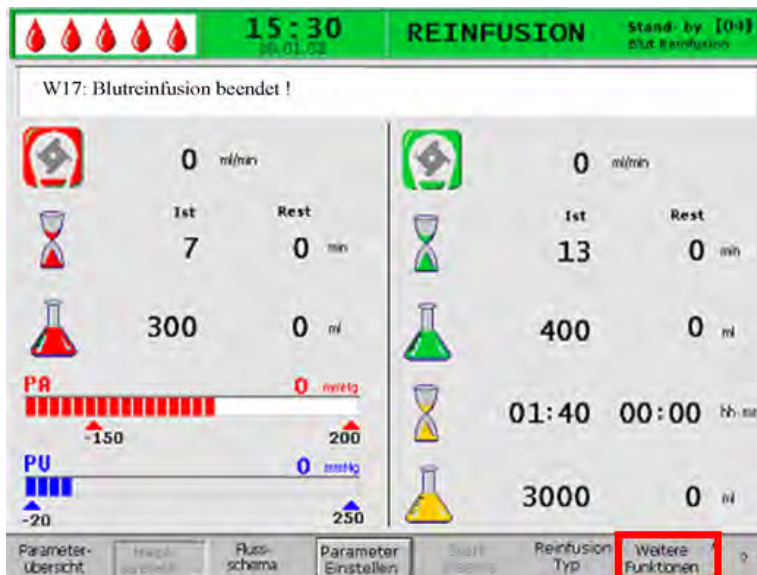 15:30
REINFUSION
Stand-by [04]
Blut Reinfusion
W17: Blutreinfusion beendet !
0 ml/min
Ist Rest
7 0 min
300 0 ml
PA 0 mmHg
-150 200
PV 0 mmHg
-20 250
0 ml/min
Ist Rest
13 0 min
400 0 ml
01:40 00:00
3000 0 ml
Parameter-
übersicht
Fluss-
schema
Parameter
Einstellen
Reinfusion
Typ
Weitere
Funktionen
?